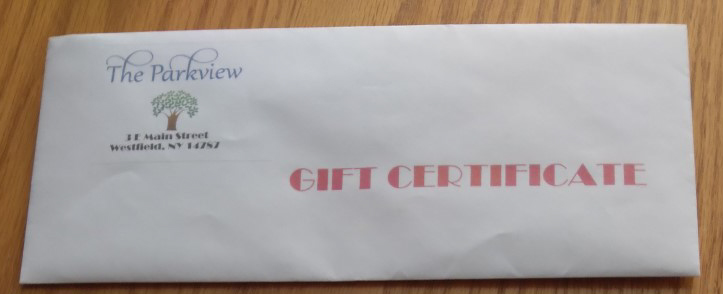 The Parkview
3 E Main Street
Westfield, NY 14787
GIFT CERTIFICATE